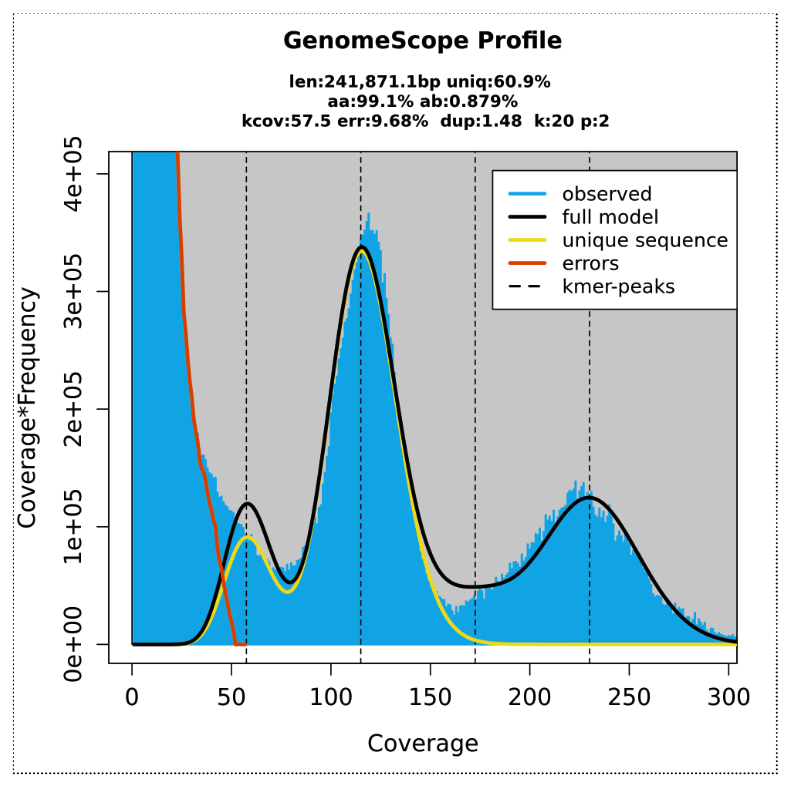 GenomeScope Profile
len:241,871.1bp uniq:60.9%
aa:99.1% ab:0.879%
kcov:57.5 err:9.68% dup:1.48 k:20 p:2
Coverage*Frequency
4e+05
3e+05
2e+05
1e+05
0e+00
observed
full model
unique sequence
errors
kmer-peaks
0 50 100 150 200 250 300
Coverage